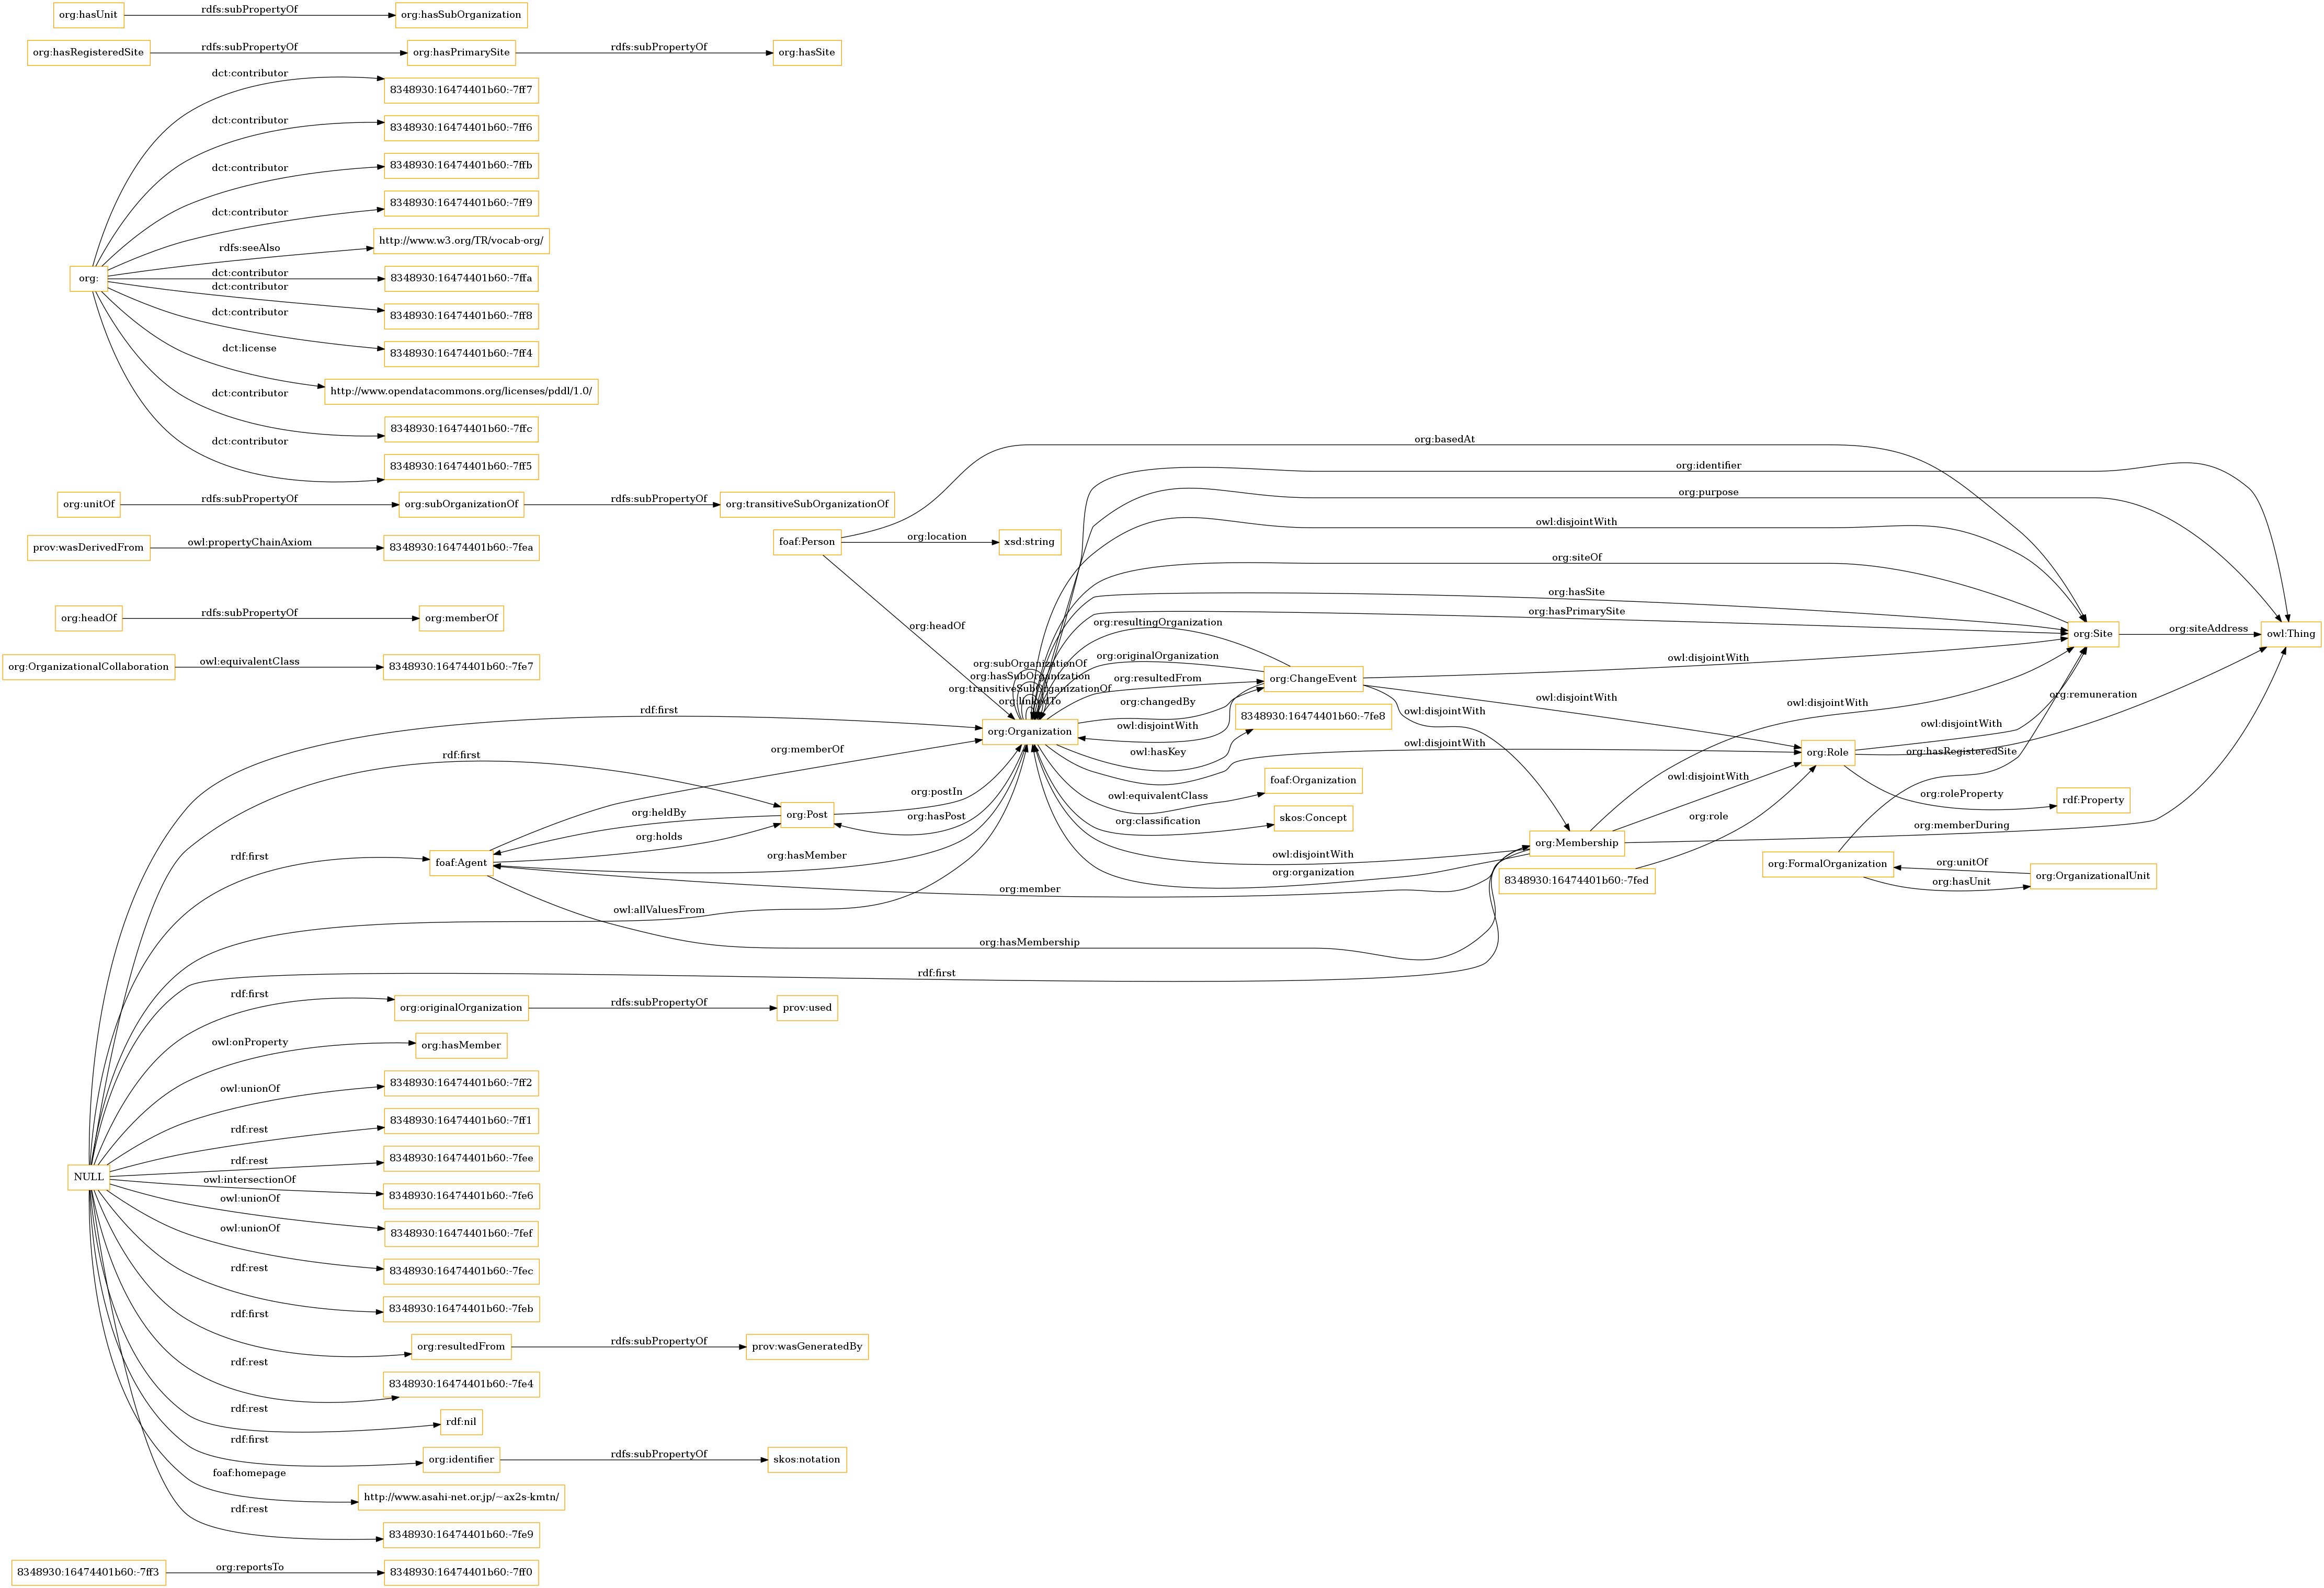 org:hasUnit
rdfs:subPropertyOf
org:hasSubOrganization
org:hasRegisteredSite
rdfs:subPropertyOf
org:hasPrimarySite
rdfs:subPropertyOf
org:hasSite
dct:contributor
8348930:16474401b60:-7ff7
dct:contributor
8348930:16474401b60:-7ff6
dct:contributor
8348930:16474401b60:-7ffb
dct:contributor
8348930:16474401b60:-7ff9
rdfs:seeAlso
http://www.w3.org/TR/vocab-org/
org:
dct:contributor
8348930:16474401b60:-7ffa
dct:contributor
8348930:16474401b60:-7ff8
dct:contributor
8348930:16474401b60:-7ff4
dct:license
http://www.opendatacommons.org/licenses/pddl/1.0/
dct:contributor
8348930:16474401b60:-7ffc
dct:contributor
8348930:16474401b60:-7ff5
org:unitOf
rdfs:subPropertyOf
org:subOrganizationOf
rdfs:subPropertyOf
org:transitiveSubOrganizationOf
prov:wasDerivedFrom
owl:propertyChainAxiom
8348930:16474401b60:-7fea
foaf:Person
org:location
xsd:string
org:basedAt
org:identifier
org:purpose
owl:disjointWith
org:siteOf
org:hasSite
org:hasPrimarySite
org:headOf
rdfs:subPropertyOf
org:memberOf
org:headOf
org:resultingOrganization
org:Site
org:siteAddress
owl:Thing
org:OrganizationalCollaboration
owl:equivalentClass
8348930:16474401b60:-7fe7
org:subOrganizationOf
org:hasSubOrganization
org:transitiveSubOrganizationOf
org:linkedTo
org:originalOrganization
org:resultedFrom
org:ChangeEvent
owl:disjointWith
org:changedBy
owl:disjointWith
owl:disjointWith
org:remuneration
rdf:first
org:Organization
owl:disjointWith
8348930:16474401b60:-7fe8
owl:disjointWith
owl:disjointWith
owl:hasKey
owl:disjointWith
org:Role
org:hasRegisteredSite
rdf:first
org:memberOf
foaf:Organization
owl:disjointWith
org:postIn
owl:equivalentClass
org:roleProperty
rdf:Property
org:heldBy
org:Post
org:hasPost
org:classification
skos:Concept
org:role
org:holds
org:memberDuring
rdf:first
foaf:Agent
org:hasMember
owl:disjointWith
org:Membership
org:organization
org:FormalOrganization
org:unitOf
org:OrganizationalUnit
org:hasUnit
org:member
8348930:16474401b60:-7fed
owl:allValuesFrom
org:hasMembership
rdf:first
rdf:first
org:originalOrganization
rdfs:subPropertyOf
prov:used
owl:onProperty
org:hasMember
owl:unionOf
8348930:16474401b60:-7ff2
rdf:rest
8348930:16474401b60:-7ff1
rdf:rest
8348930:16474401b60:-7fee
NULL
owl:intersectionOf
8348930:16474401b60:-7fe6
owl:unionOf
8348930:16474401b60:-7fef
owl:unionOf
8348930:16474401b60:-7fec
rdf:rest
8348930:16474401b60:-7feb
rdf:first
org:resultedFrom
rdfs:subPropertyOf
prov:wasGeneratedBy
rdf:rest
8348930:16474401b60:-7fe4
rdf:rest
rdf:nil
rdf:first
org:identifier
rdfs:subPropertyOf
skos:notation
foaf:homepage
http://www.asahi-net.or.jp/~ax2s-kmtn/
rdf:rest
8348930:16474401b60:-7fe9
8348930:16474401b60:-7ff3
org:reportsTo
8348930:16474401b60:-7ff0